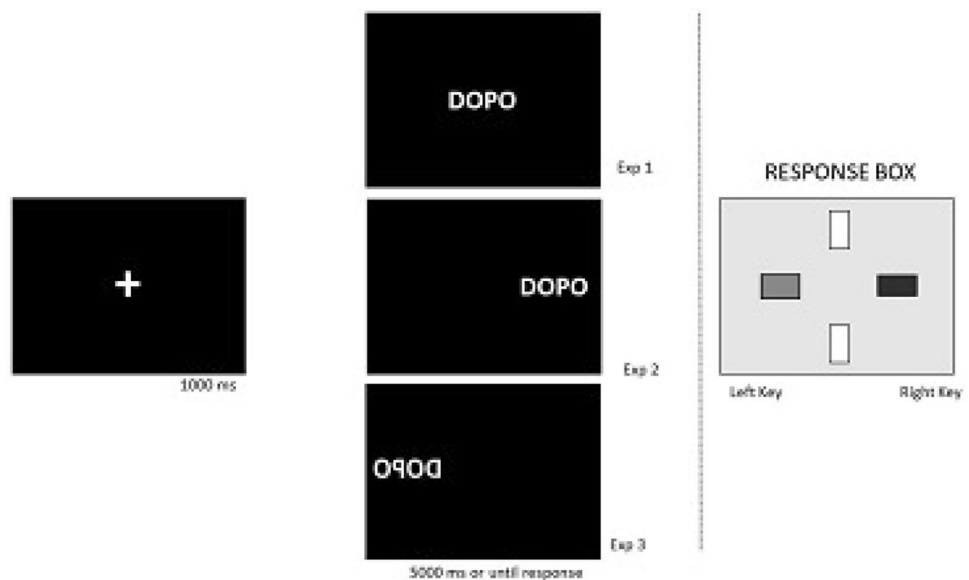 1000 ms
DOPO
Exp 1
DOPO
Exp 2
DOPO
Exp 3
5000 ms or until response
RESPONSE BOX
Left Key
Right Key